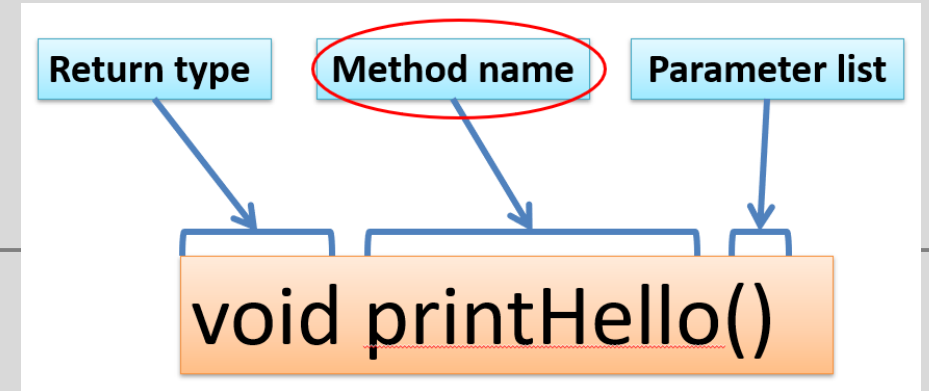 Return type
Method name
Parameter list
void printHello()